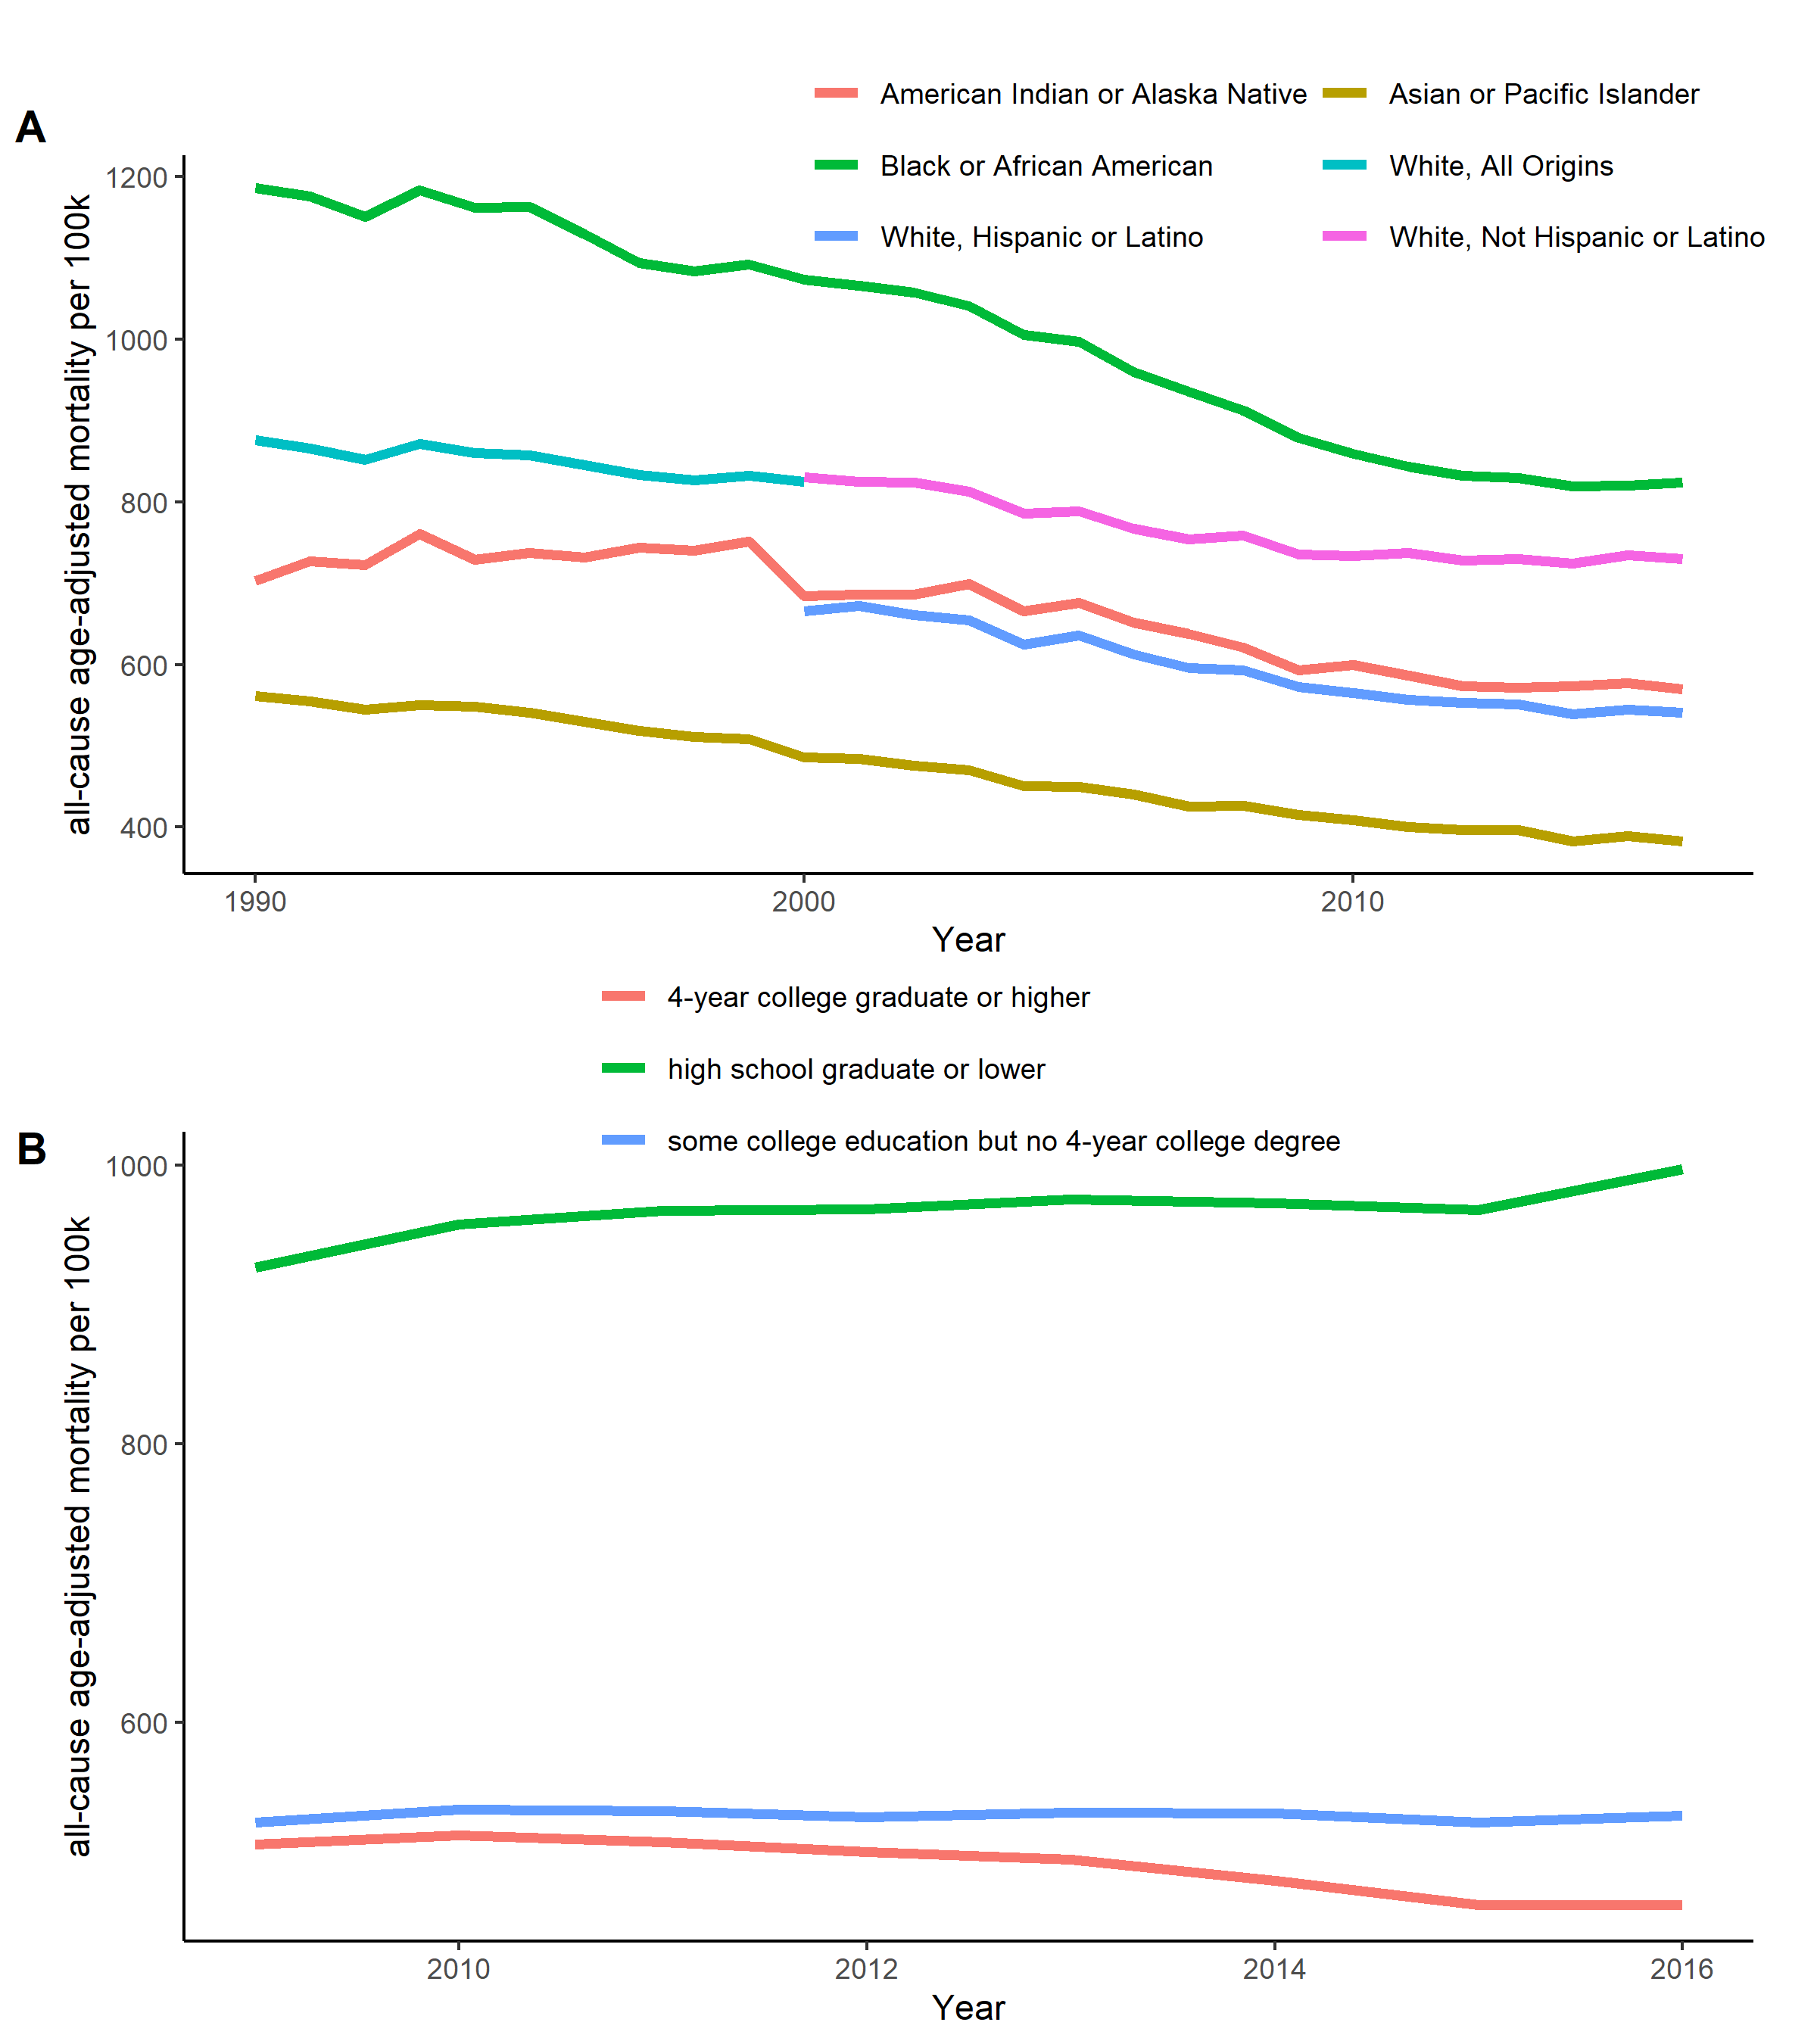 American Indian or Alaska Native Asian or Pacific Islander
A
Black or African American White, All Origins
White, Hispanic or Latino White, Not Hispanic or Latino
all-cause age-adjusted mortality per 100k
1200
1000
800
600
400
1990 2000 2010
Year
4-year college graduate or higher
high school graduate or lower
some college education but no 4-year college degree
B
all-cause age-adjusted mortality per 100k
1000
800
600
2010 2012 2014 2016
Year